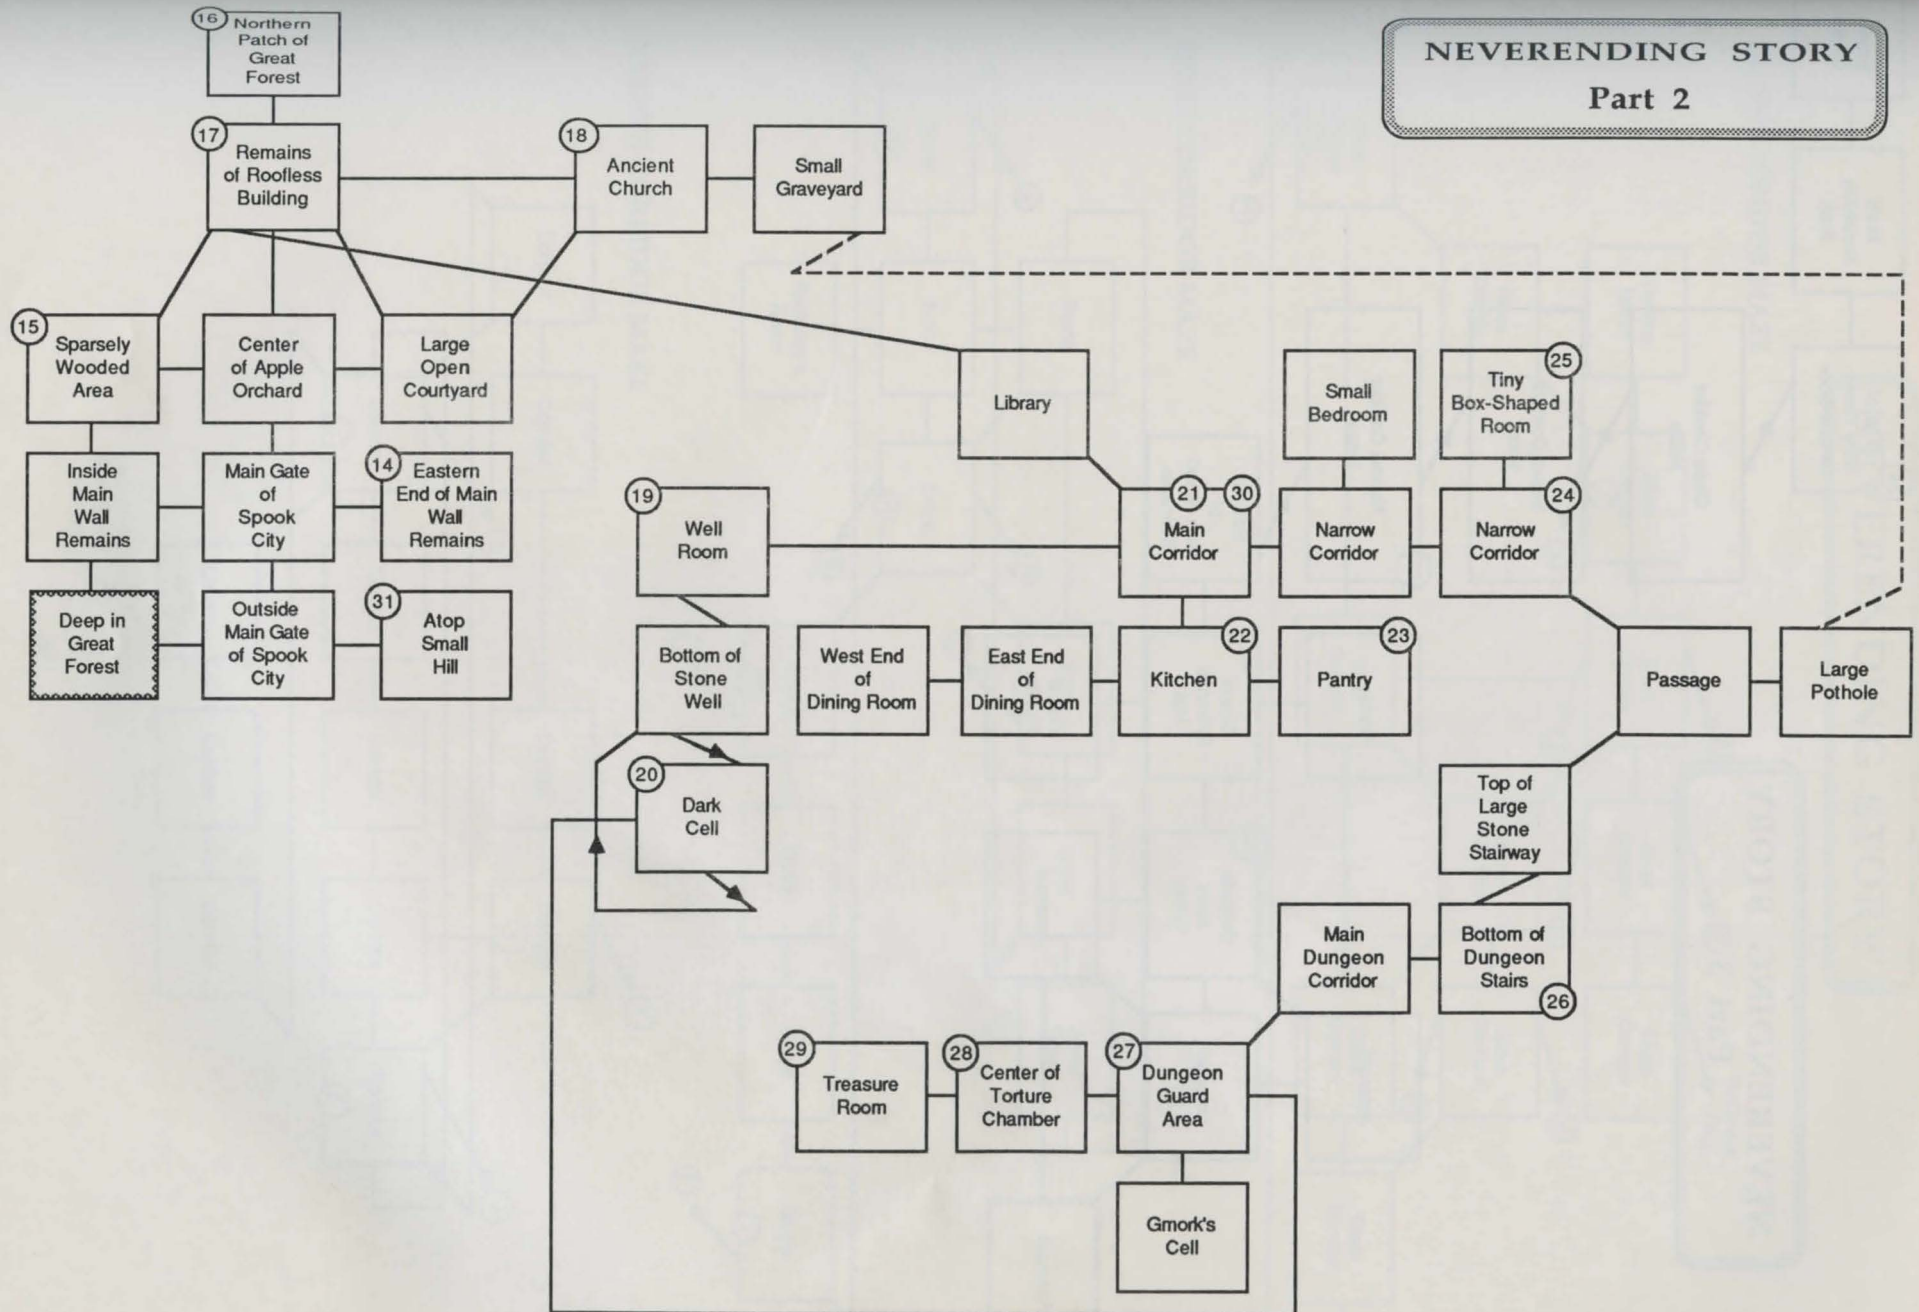 NEVERENDING STORY
Part 2
16
Northern
Patch of
Great
Forest
17
Remains
of Roofless
Building
18
Ancient
Church
Small
Graveyard
15
Sparsely
Wooded
Area
Center
of Apple
Orchard
Large
Open
Courtyard
Library
Small
Bedroom
25
Tiny
Box-Shaped
Room
Inside
Main
Wall
Remains
Main Gate
of
Spook
City
14
Eastern
End of Main
Wall
Remains
19
Well
Room
21
30
Main
Corridor
Narrow
Corridor
24
Narrow
Corridor
Deep in
Great
Forest
Outside
Main Gate
of Spook
City
31
Atop
Small
Hill
Bottom of
Stone
Well
West End
of
Dining Room
East End
of
Dining Room
22
Kitchen
23
Pantry
Passage
Large
Pothole
20
Dark
Cell
Top of
Large
Stone
Stairway
Main
Dungeon
Corridor
Bottom of
Dungeon
Stairs
26
29
Treasure
Room
28
Center of
Torture
Chamber
27
Dungeon
Guard
Area
Gmork's
Cell